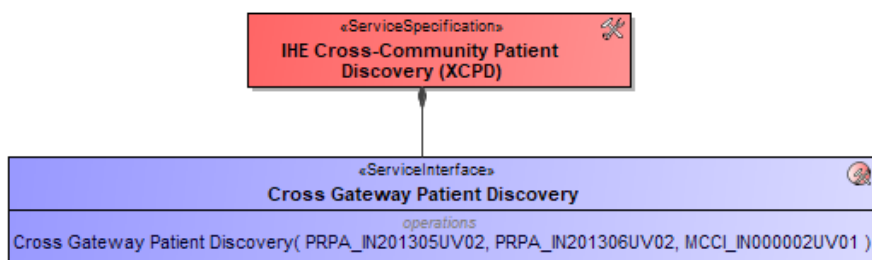 «ServiceSpecification»
IHE Cross-Community Patient
Discovery (XCPD)
«ServiceInterface»
Cross Gateway Patient Discovery
operations
Cross Gateway Patient Discovery( PRPA_IN201305UV02, PRPA_IN201306UV02, MCCI_IN000002UV01 )